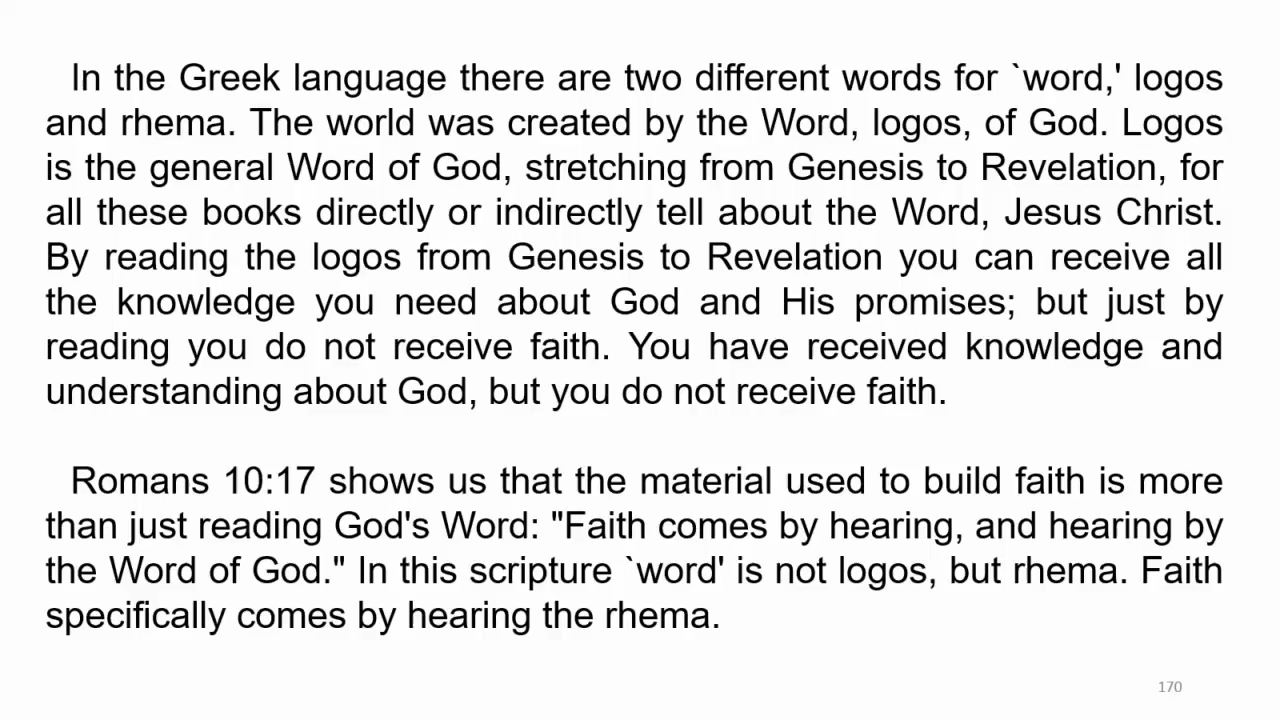 In the Greek language there are two different words for `word,' logos
and rhema. The world was created by the Word, logos, of God. Logos
is the general Word of God, stretching from Genesis to Revelation, for
all these books directly or indirectly tell about the Word, Jesus Christ.
By reading the logos from Genesis to Revelation you can receive all
the knowledge you need about God and His promises; but just by
reading you do not receive faith. You have received knowledge and
understanding about God, but you do not receive faith.
Romans 10:17 shows us that the material used to build faith is more
than just reading God's Word: "Faith comes by hearing, and hearing by
the Word of God." In this scripture `word' is not logos, but rhema. Faith
specifically comes by hearing the rhema.
170